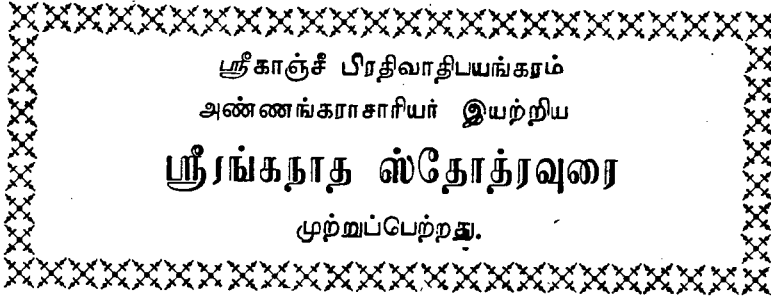 ஸ்ரீகாஞ்சீ பிரதிவாதிபயங்கரம்
அண்ணங்கராசாரியர் இயற்றிய
ஸ்ரீரங்கநாத ஸ்தோத்ரவுரை
முற்றுப்பெற்றது.